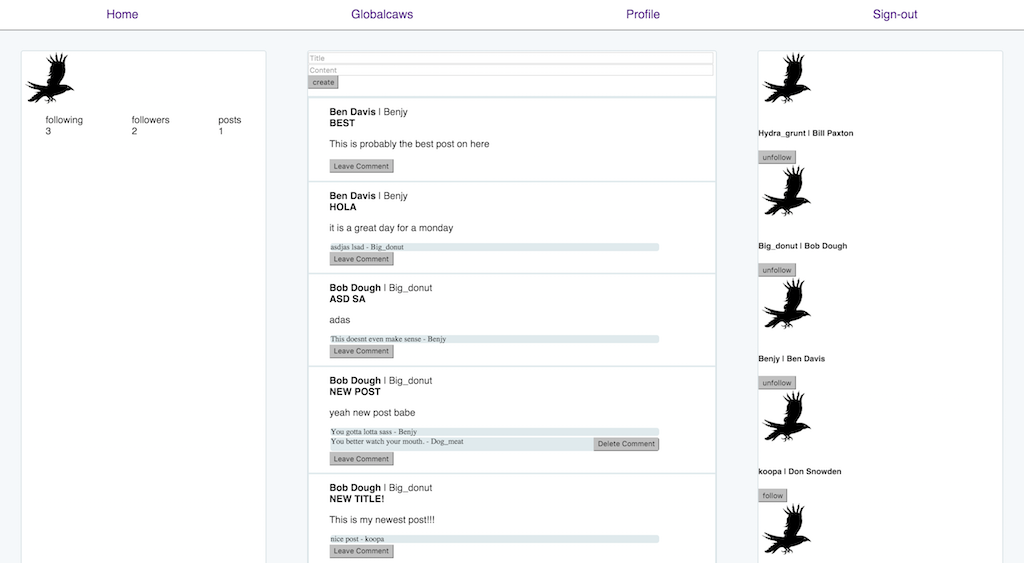 Home Globalcaws Profile Sign-out
following followers posts
3 2 1
Title
Content
create
Ben Davis | Benjy
BEST
This is probably the best post on here
Leave Comment
Ben Davis | Benjy
HOLA
it is a great day for a monday
asdjas lsad - Big_donut
Leave Comment
Bob Dough | Big_donut
ASD SA
adas
This doesnt even make sense - Benjy
Leave Comment
Bob Dough | Big_donut
NEW POST
yeah new post babe
You gotta lotta sass - Benjy
You better watch your mouth. - Dog_meat
Delete Comment
Leave Comment
Bob Dough | Big_donut
NEW TITLE!
This is my newest post!!!
nice post - koopa
Leave Comment
Hydra_grunt | Bill Paxton
unfollow
Big_donut | Bob Dough
unfollow
Benjy | Ben Davis
unfollow
koopa | Don Snowden
follow